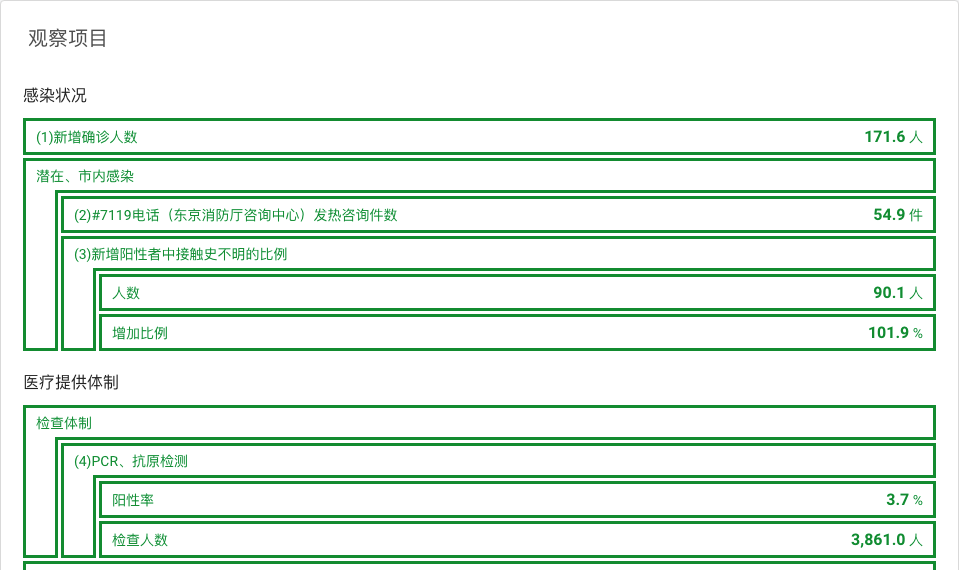 观察项目
感染状况
(1)新增确诊人数 171.6 人
潜在、市内感染
(2)#7119电话（东京消防厅咨询中心）发热咨询件数 54.9 件
(3)新增阳性者中接触史不明的比例
人数 90.1 人
增加比例 101.9 %
医疗提供体制
检查体制
(4)PCR、抗原检测
阳性率 3.7 %
检查人数 3,861.0 人